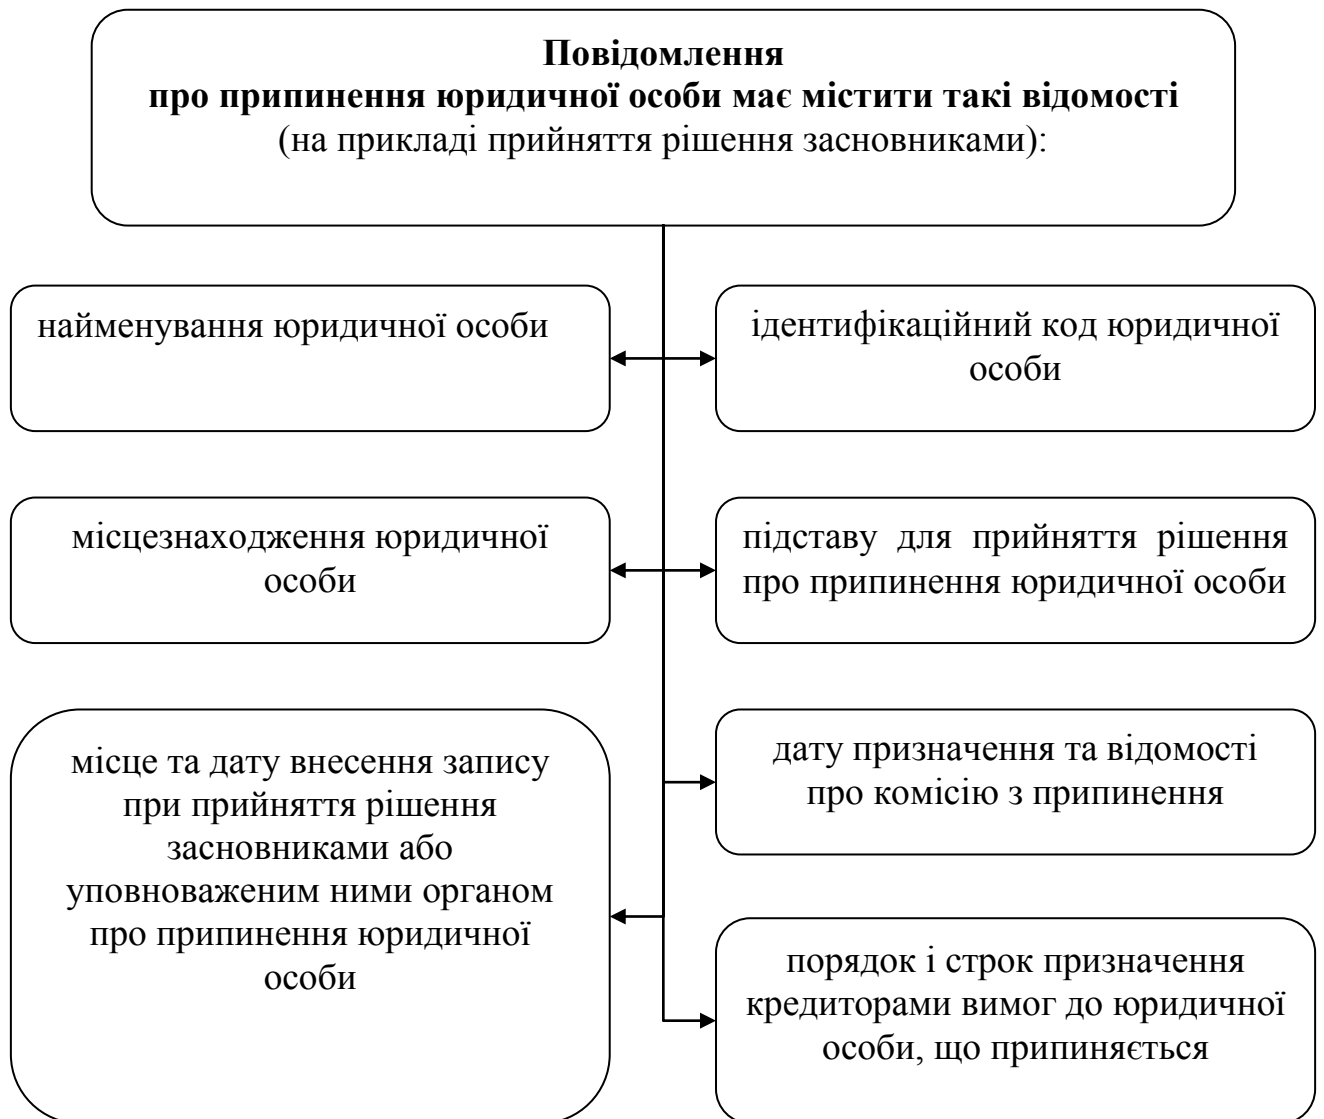 Повідомлення
про припинення юридичної особи має містити такі відомості
(на прикладі прийняття рішення засновниками):
найменування юридичної особи
ідентифікаційний код юридичної
особи
місцезнаходження юридичної
особи
підставу для прийняття рішення
про припинення юридичної особи
місце та дату внесення запису
при прийняття рішення
засновниками або
уповноваженим ними органом
про припинення юридичної
особи
дату призначення та відомості
про комісію з припинення
порядок і строк призначення
кредиторами вимог до юридичної
особи, що припиняється